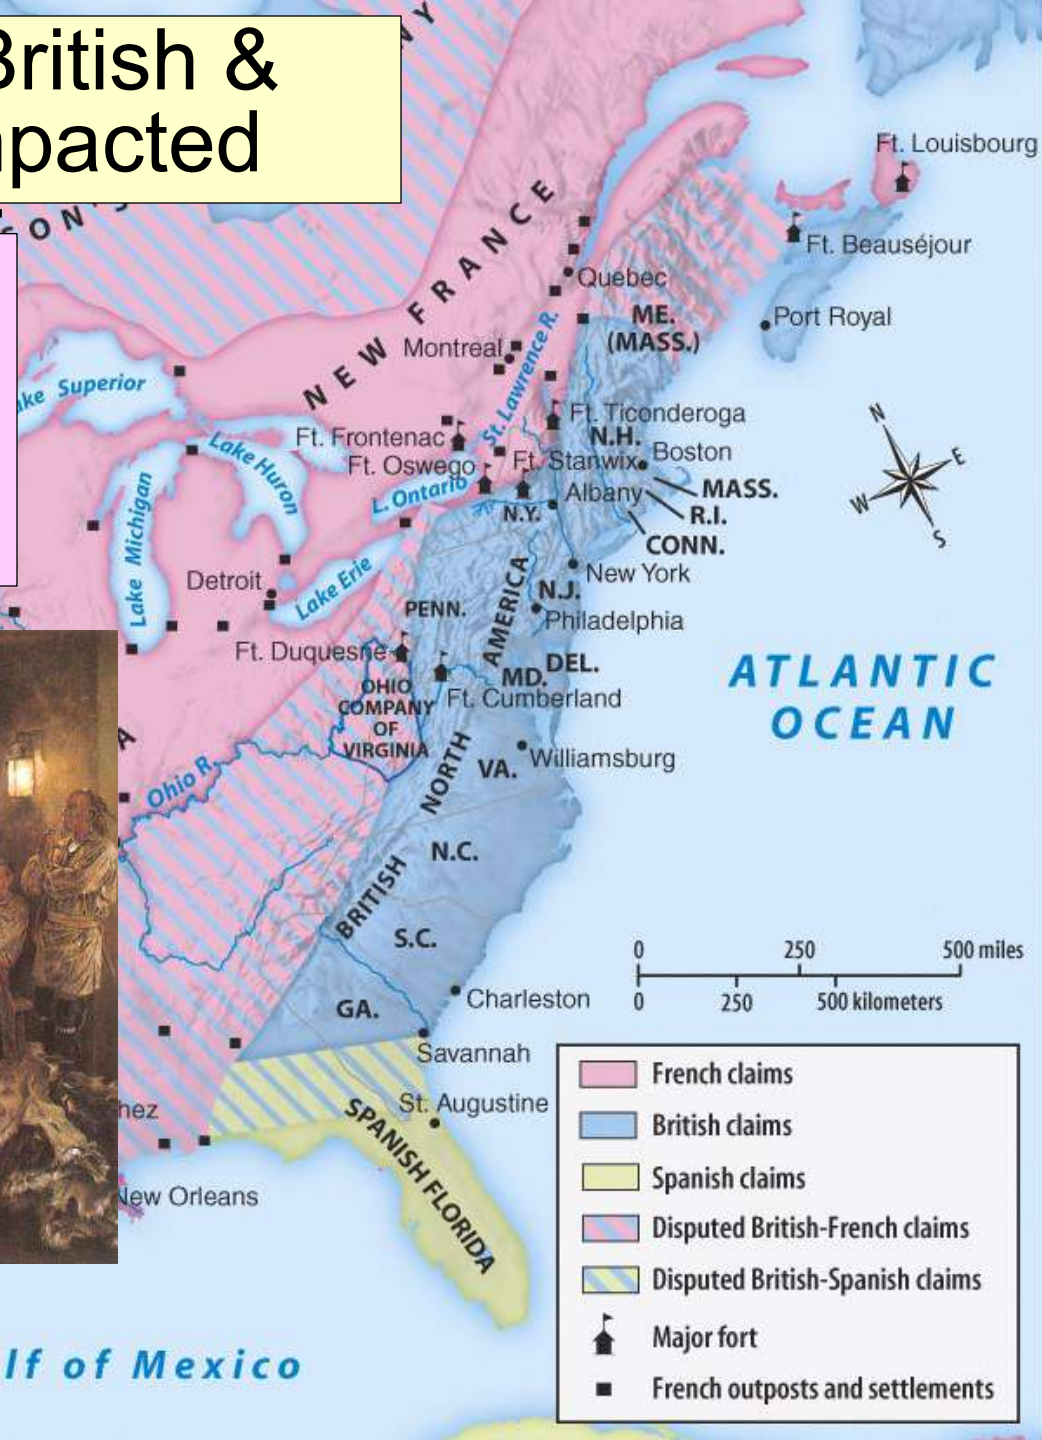 British &
mpacted
N Y
S O N ' S
Ft. Louisbourg
NEW FRANCE
Ft. Beauséjour
Quebec
ME.
(MASS.)
Port Royal
Montreal
St. Lawrence R.
ke Superior
Ft. Ticonderoga
N.H.
Ft. Frontenac
Lake Huron
Ft. Oswego
Ft. Stanwix
Boston
L. Ontario
Albany
MASS.
R.I.
N.Y.
CONN.
N
E
W
S
Lake Michigan
New York
Detroit
Lake Erie
N.J.
PENN.
Philadelphia
Ft. Duquesne
DEL.
MD.
ATLANTIC
OCEAN
OHIO
COMPANY
OF
VIRGINIA
Ft. Cumberland
A
Ohio R.
VA.
Williamsburg
BRITISH NORTH AMERICA
N.C.
S.C.
0 250 500 miles
0 250 500 kilometers
GA.
Charleston
Savannah
hez
St. Augustine
SPANISH FLORIDA
New Orleans
lf of Mexico
French claims
British claims
Spanish claims
Disputed British-French claims
Disputed British-Spanish claims
Major fort
French outposts and settlements